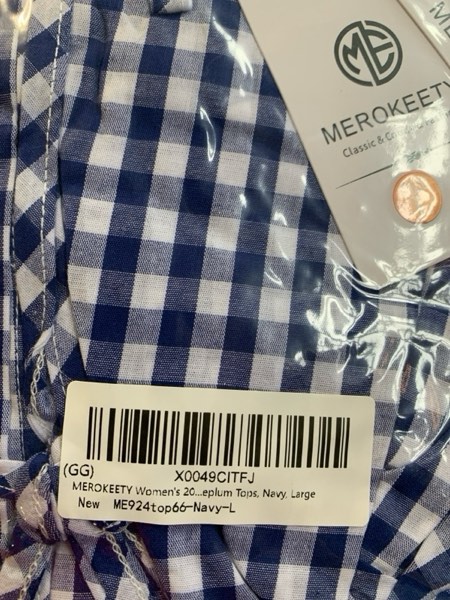 ME
MEROKEETY
Classic &
(GG)
X0049CITFJ
MEROKEETY Women's 20...eplum Tops, Navy, Large
New ME924top66-Navy-L